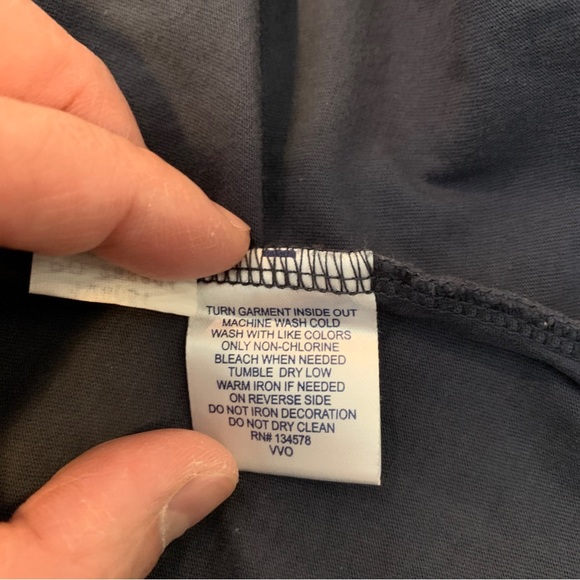 TURN GARMENT INSIDE OUT
MACHINE WASH COLD
WASH WITH LIKE COLORS
ONLY NON-CHLORINE
BLEACH WHEN NEEDED
TUMBLE DRY LOW
WARM IRON IF NEEDED
ON REVERSE SIDE
DO NOT IRON DECORATION
DO NOT DRY CLEAN
RN# 134578
VVO